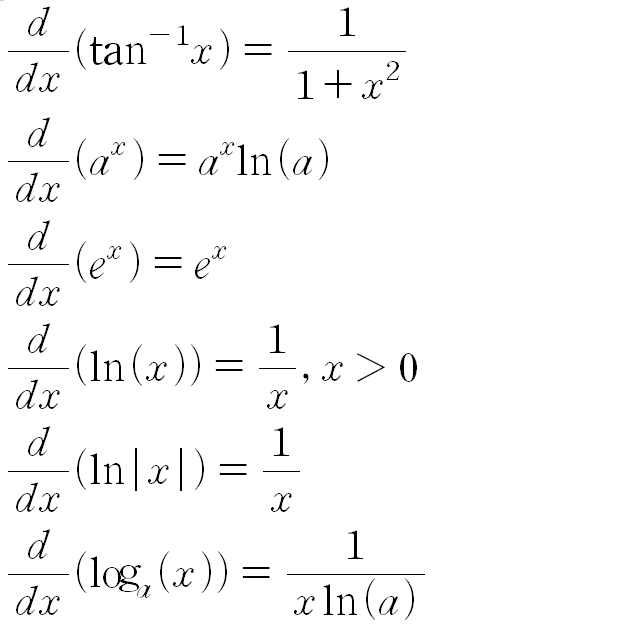 d/dx (tan⁻¹x) = 1/(1 + x²)
d/dx (aˣ) = aˣln(a)
d/dx (eˣ) = eˣ
d/dx (ln(x)) = 1/x, x > 0
d/dx (ln|x|) = 1/x
d/dx (logₐ(x)) = 1/(x ln(a))